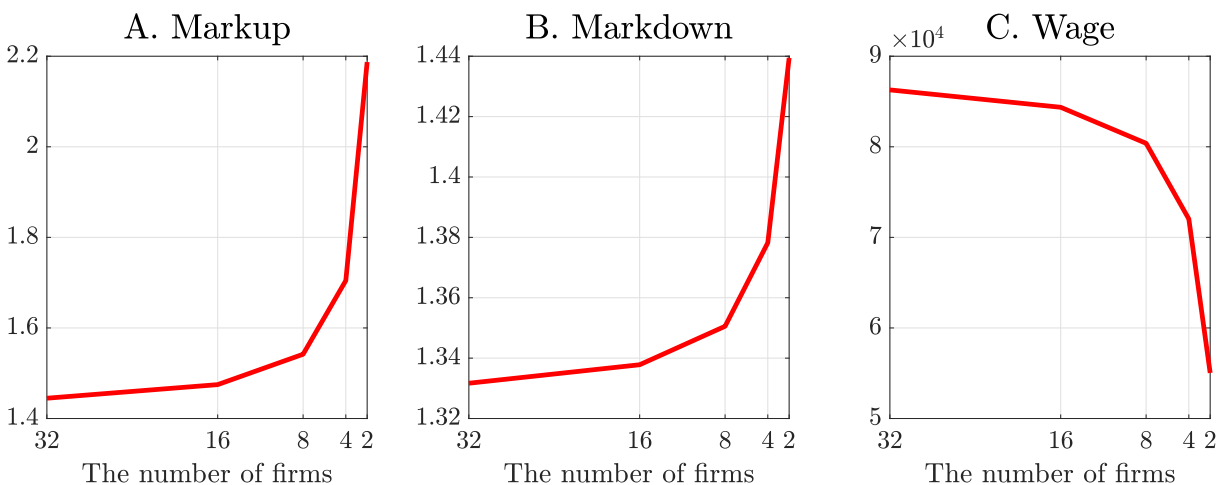 A. Markup
2.2
2
1.8
1.6
1.4
32 16 8 4 2
The number of firms
B. Markdown
1.44
1.42
1.4
1.38
1.36
1.34
1.32
32 16 8 4 2
The number of firms
C. Wage
×10⁴
9
8
7
6
5
32 16 8 4 2
The number of firms